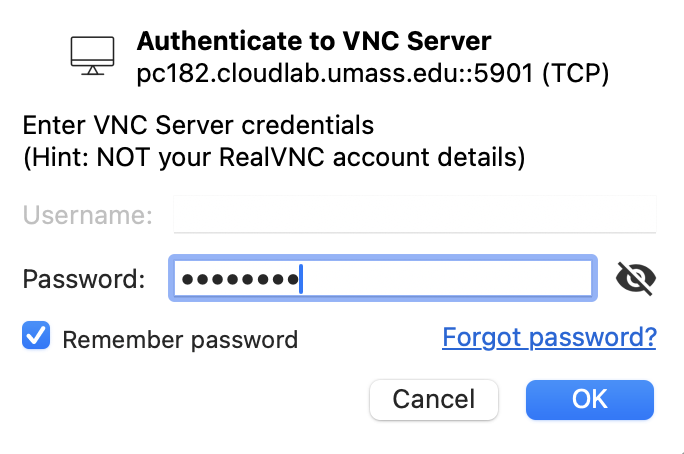 Authenticate to VNC Server
pc182.cloudlab.umass.edu::5901 (TCP)
Enter VNC Server credentials
(Hint: NOT your RealVNC account details)
Username:
Password: ••••••••
Remember password
Forgot password?
Cancel
OK